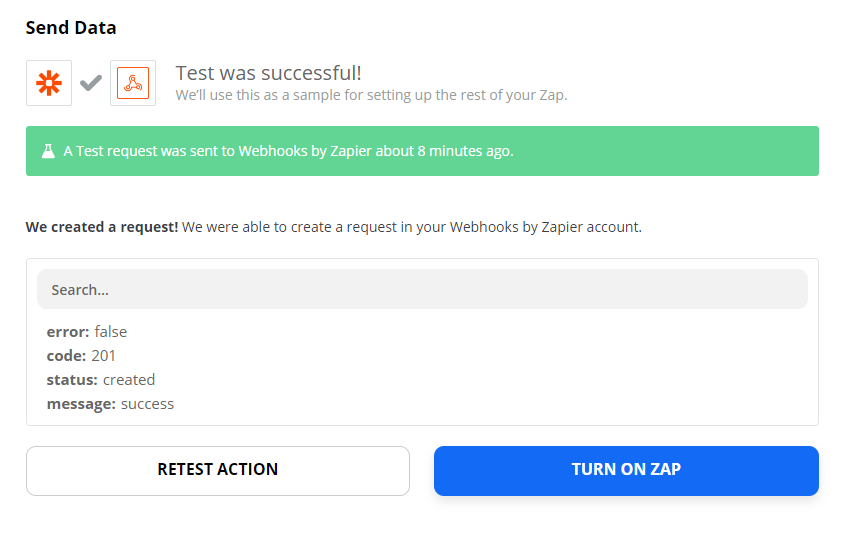 Send Data
Test was successful!
We’ll use this as a sample for setting up the rest of your Zap.
A Test request was sent to Webhooks by Zapier about 8 minutes ago.
We created a request! We were able to create a request in your Webhooks by Zapier account.
Search...
error: false
code: 201
status: created
message: success
RETEST ACTION
TURN ON ZAP